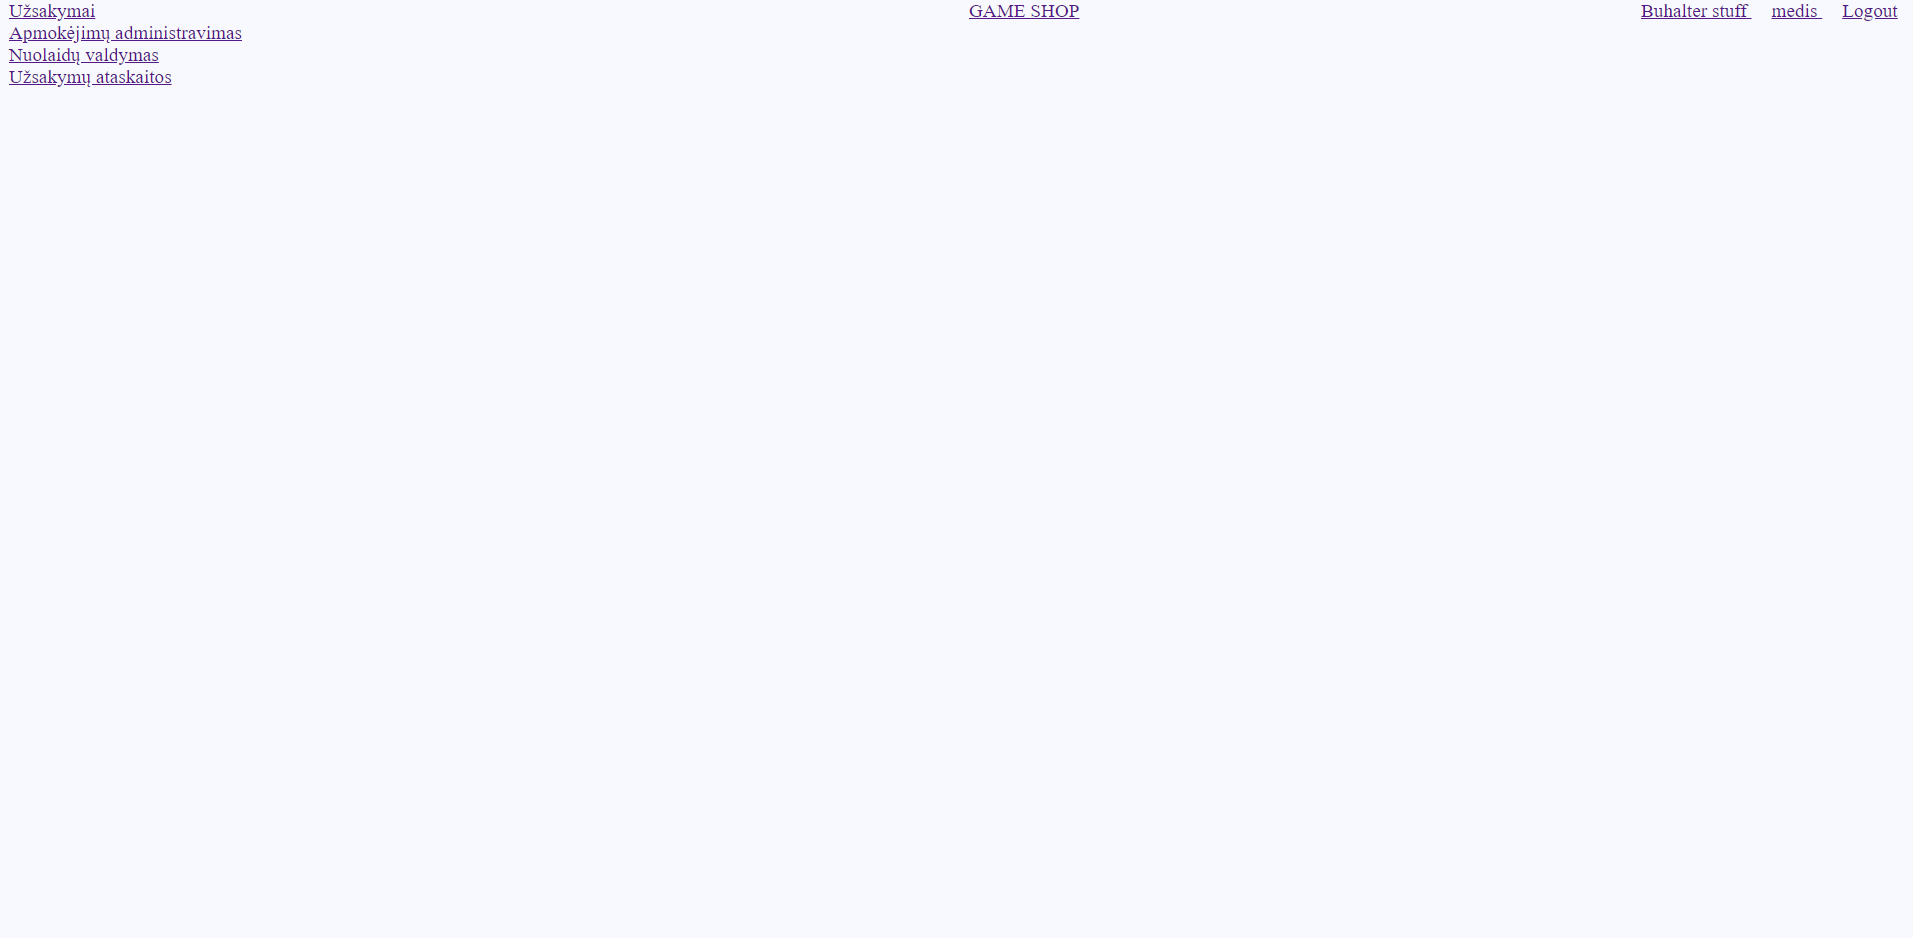 Užsakymai GAME SHOP Buhalter stuff medis Logout
Apmokėjimų administravimas
Nuolaidų valdymas
Užsakymų ataskaitos